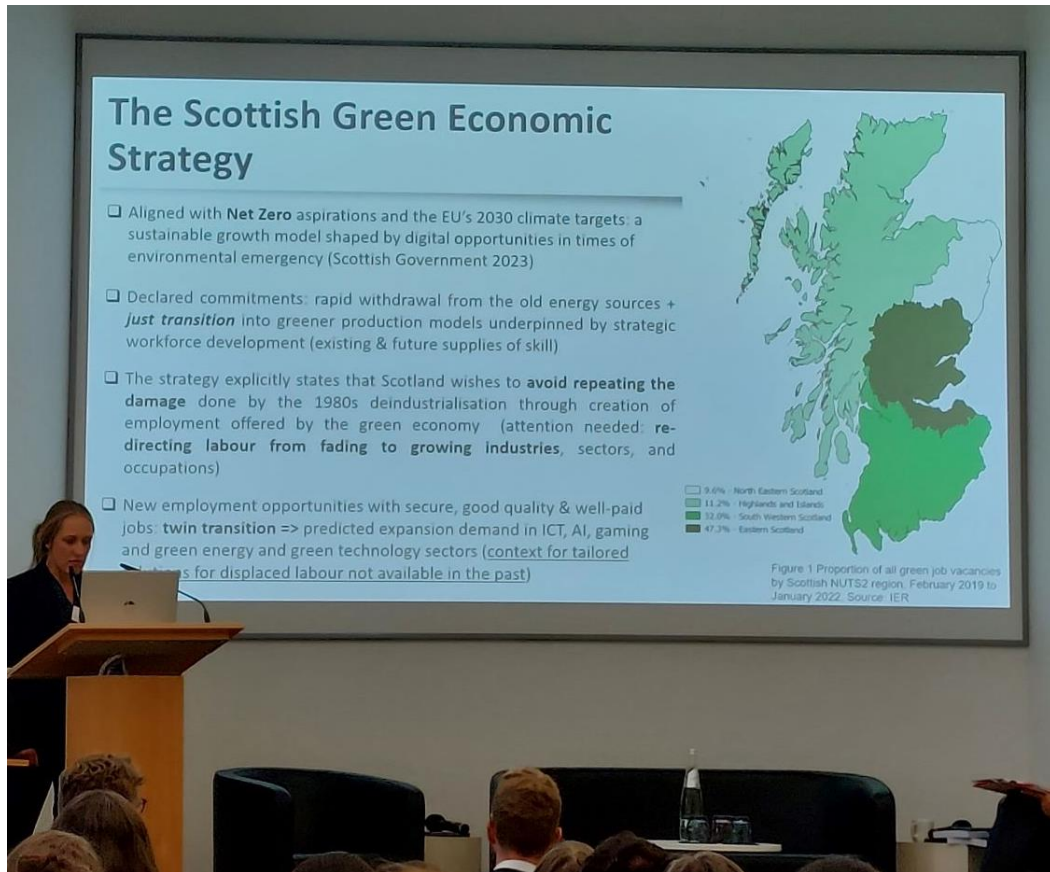 The Scottish Green Economic
Strategy
Aligned with Net Zero aspirations and the EU's 2030 climate targets: a
sustainable growth model shaped by digital opportunities in times of
environmental emergency (Scottish Government 2023)
Declared commitments: rapid withdrawal from the old energy sources +
just transition into greener production models underpinned by strategic
workforce development (existing & future supplies of skill)
The strategy explicitly states that Scotland wishes to avoid repeating the
damage done by the 1980s deindustrialisation through creation of
employment offered by the green economy (attention needed: re-
directing labour from fading to growing industries, sectors, and
occupations)
New employment opportunities with secure, good quality & well-paid
jobs: twin transition => predicted expansion demand in ICT, AI, gaming
and green energy and green technology sectors (context for tailored
for displaced labour not available in the past)
9.6% - North Eastern Scotland
11.2% - Highlands and Islands
32.0% - South Western Scotland
47.3% - Eastern Scotland
Figure 1 Proportion of all green job vacancies
by Scottish NUTS2 region, February 2019 to
January 2022. Source: IER